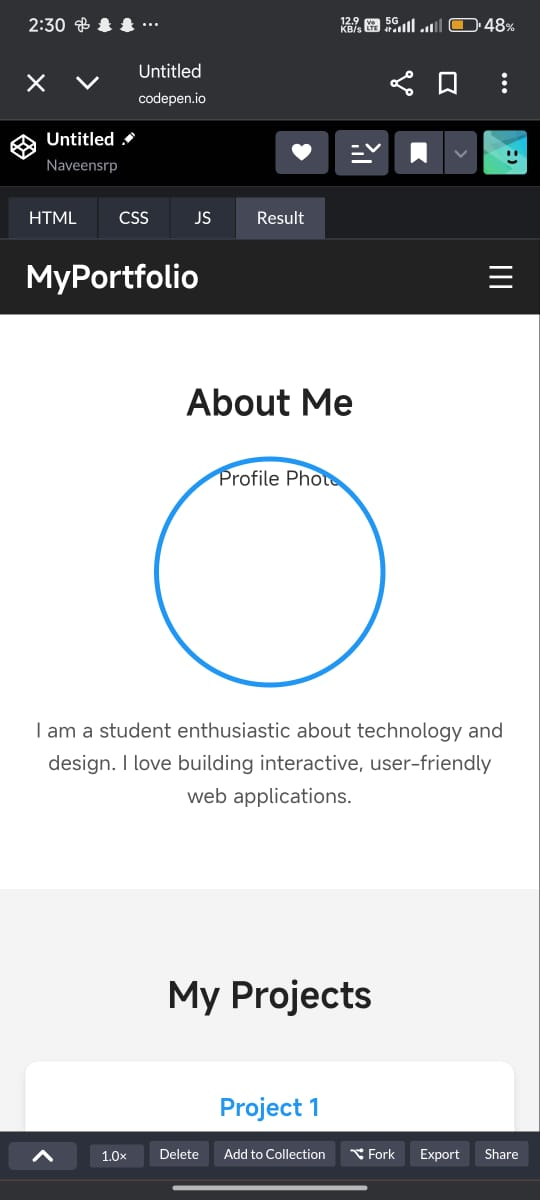 2:30 ... 12.9 KB/s Vo LTE 5G 48%
Untitled
codepen.io
Untitled
Naveensrp
HTML CSS JS Result
MyPortfolio
About Me
Profile Photo
I am a student enthusiastic about technology and
design. I love building interactive, user-friendly
web applications.
My Projects
Project 1
1.0× Delete Add to Collection Fork Export Share